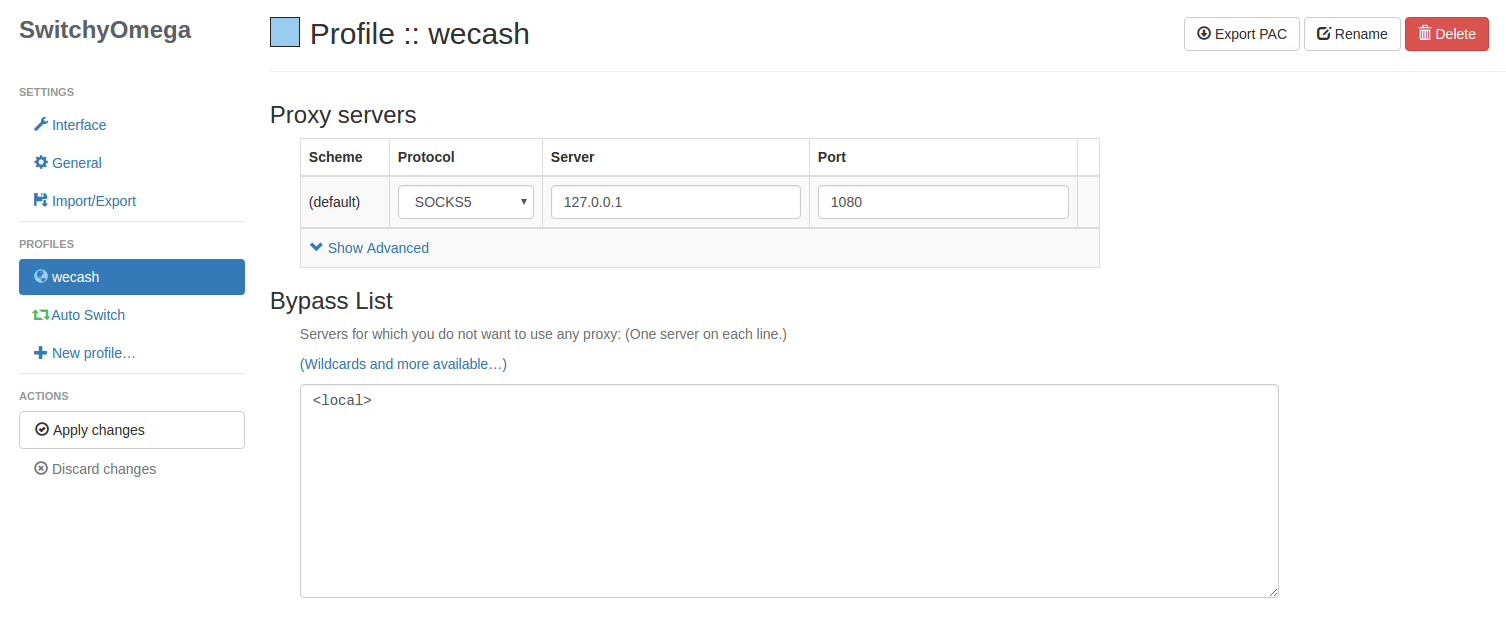 SwitchyOmega
SETTINGS
Interface
General
Import/Export
PROFILES
wecash
Auto Switch
New profile…
ACTIONS
Apply changes
Discard changes
Profile :: wecash
Export PAC
Rename
Delete
Proxy servers
Scheme Protocol Server Port
(default) SOCKS5 127.0.0.1 1080
Show Advanced
Bypass List
Servers for which you do not want to use any proxy: (One server on each line.)
(Wildcards and more available…)
<local>